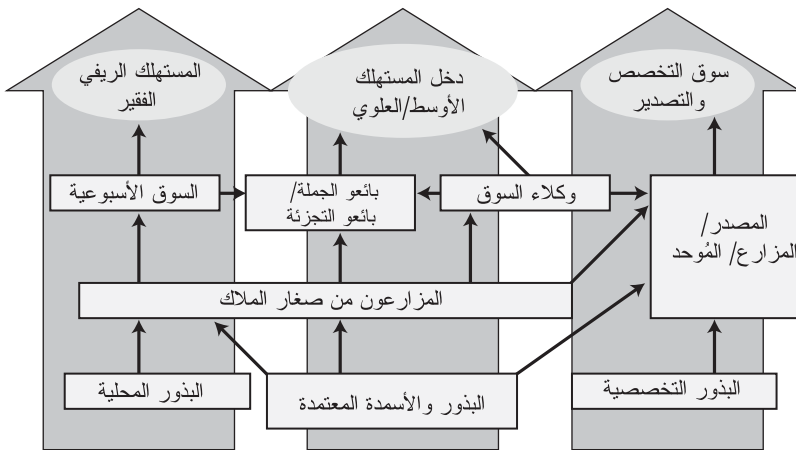 سوق التخصص
والتصدير
دخل المستهلك
الأوسط/العلوي
المستهلك الريفي
الفقير
وكلاء السوق
بائعو الجملة/
بائعو التجزئة
السوق الأسبوعية
المصدر/
المزارع/ المُوحد
المزارعون من صغار الملاك
البذور التخصصية
البذور والأسمدة المعتمدة
البذور المحلية